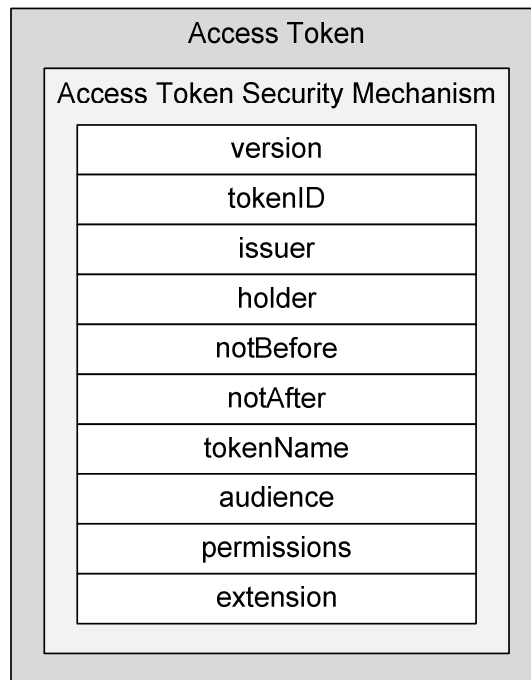 Access Token
Access Token Security Mechanism
version
tokenID
issuer
holder
notBefore
notAfter
tokenName
audience
permissions
extension